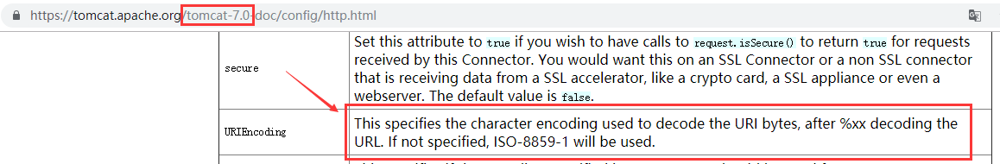 https://tomcat.apache.org/tomcat-7.0-doc/config/http.html
Set this attribute to true if you wish to have calls to request.isSecure() to return true for requests
received by this Connector. You would want this on an SSL Connector or a non SSL connector
secure
that is receiving data from a SSL accelerator, like a crypto card, a SSL appliance or even a
webserver. The default value is false.
This specifies the character encoding used to decode the URI bytes, after %xx decoding the
URIEncoding
URL. If not specified, ISO-8859-1 will be used.